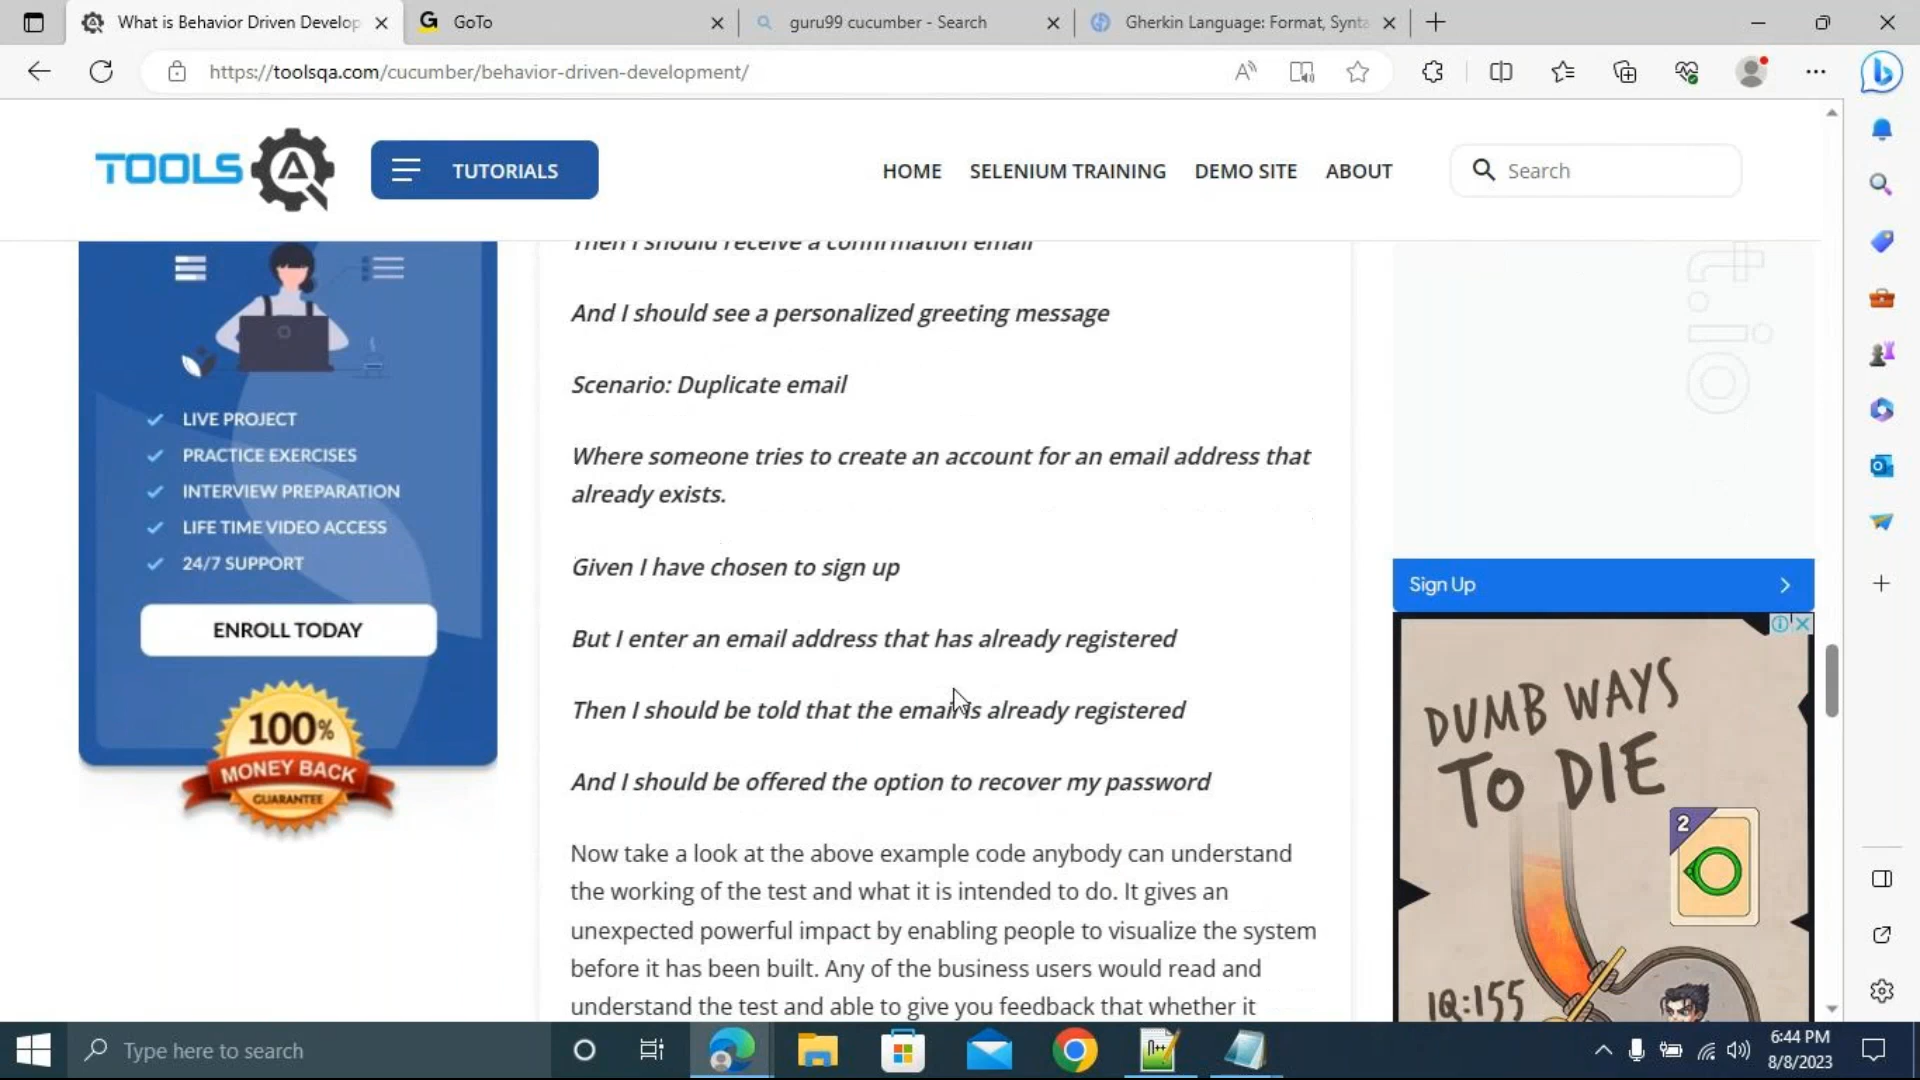 What is Behavior Driven Develop
GoTo
guru99 cucumber - Search
Gherkin Language: Format, Synta
https://toolsqa.com/cucumber/behavior-driven-development/
TOOLS
TUTORIALS
HOME
SELENIUM TRAINING
DEMO SITE
ABOUT
Search
LIVE PROJECT
PRACTICE EXERCISES
INTERVIEW PREPARATION
LIFE TIME VIDEO ACCESS
24/7 SUPPORT
ENROLL TODAY
100%
MONEY BACK
GUARANTEE
Then I should receive a confirmation email
And I should see a personalized greeting message
Scenario: Duplicate email
Where someone tries to create an account for an email address that
already exists.
Given I have chosen to sign up
But I enter an email address that has already registered
Then I should be told that the email is already registered
And I should be offered the option to recover my password
Now take a look at the above example code anybody can understand
the working of the test and what it is intended to do. It gives an
unexpected powerful impact by enabling people to visualize the system
before it has been built. Any of the business users would read and
understand the test and able to give you feedback that whether it
t.io
Sign Up
DUMB WAYS
TO DIE
2
IQ:155
Type here to search
6:44 PM
8/8/2023